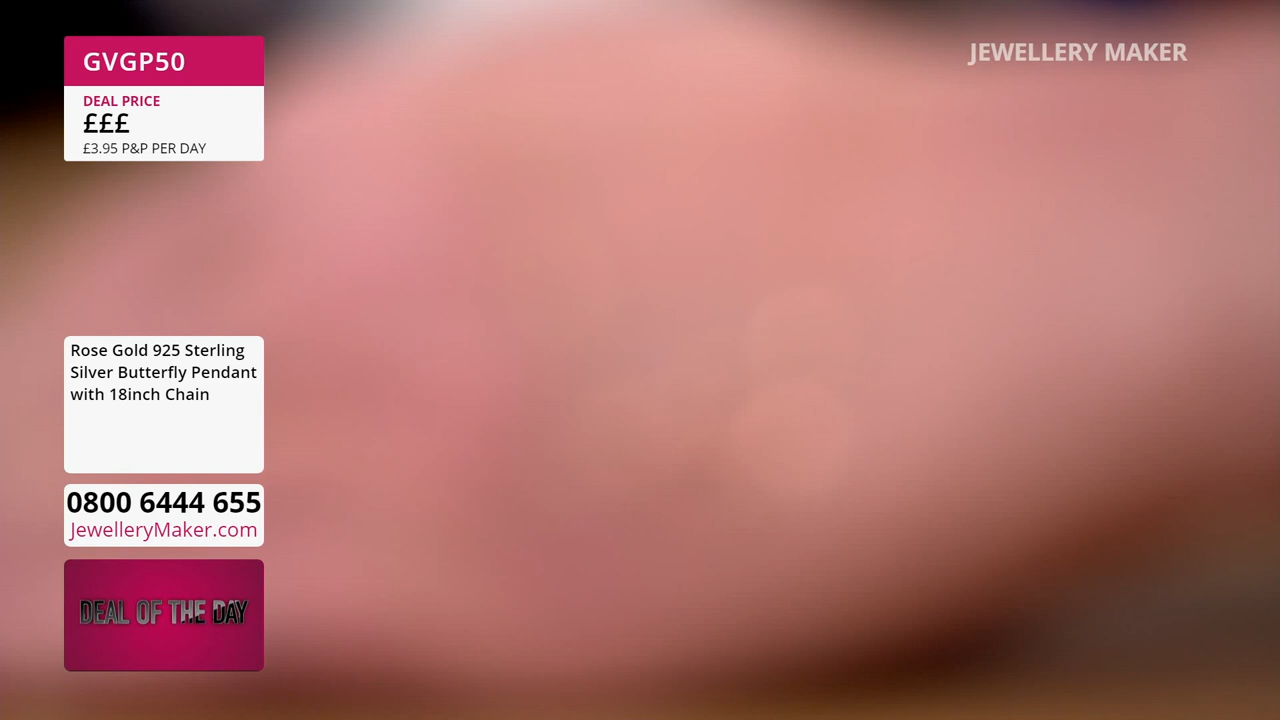 GVGP50
DEAL PRICE
£££
£3.95 P&P PER DAY
JEWELLERY MAKER
Rose Gold 925 Sterling
Silver Butterfly Pendant
with 18inch Chain
0800 6444 655
JewelleryMaker.com
DEAL OF THE DAY